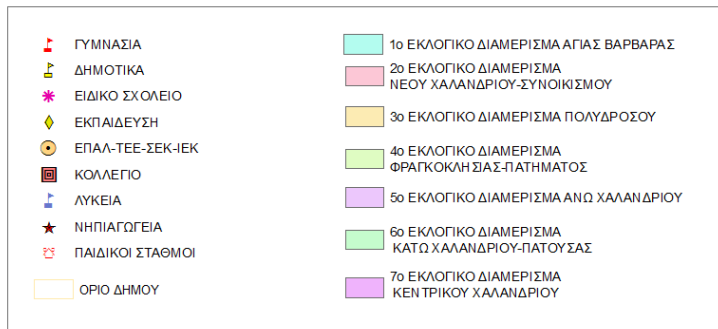 ΓΥΜΝΑΣΙΑ
ΔΗΜΟΤΙΚΑ
ΕΙΔΙΚΟ ΣΧΟΛΕΙΟ
ΕΚΠΑΙΔΕΥΣΗ
ΕΠΑΛ-ΤΕΕ-ΣΕΚ-ΙΕΚ
ΚΟΛΛΕΓΙΟ
ΛΥΚΕΙΑ
ΝΗΠΙΑΓΩΓΕΙΑ
ΠΑΙΔΙΚΟΙ ΣΤΑΘΜΟΙ
ΟΡΙΟ ΔΗΜΟΥ
1ο ΕΚΛΟΓΙΚΟ ΔΙΑΜΕΡΙΣΜΑ ΑΓΙΑΣ ΒΑΡΒΑΡΑΣ
2ο ΕΚΛΟΓΙΚΟ ΔΙΑΜΕΡΙΣΜΑ
ΝΕΟΥ ΧΑΛΑΝΔΡΙΟΥ-ΣΥΝΟΙΚΙΣΜΟΥ
3ο ΕΚΛΟΓΙΚΟ ΔΙΑΜΕΡΙΣΜΑ ΠΟΛΥΔΡΟΣΟΥ
4ο ΕΚΛΟΓΙΚΟ ΔΙΑΜΕΡΙΣΜΑ
ΦΡΑΓΚΟΚΛΗΣΙΑΣ-ΠΑΤΗΜΑΤΟΣ
5ο ΕΚΛΟΓΙΚΟ ΔΙΑΜΕΡΙΣΜΑ ΑΝΩ ΧΑΛΑΝΔΡΙΟΥ
6ο ΕΚΛΟΓΙΚΟ ΔΙΑΜΕΡΙΣΜΑ
ΚΑΤΩ ΧΑΛΑΝΔΡΙΟΥ-ΠΑΤΟΥΣΑΣ
7ο ΕΚΛΟΓΙΚΟ ΔΙΑΜΕΡΙΣΜΑ
ΚΕΝΤΡΙΚΟΥ ΧΑΛΑΝΔΡΙΟΥ